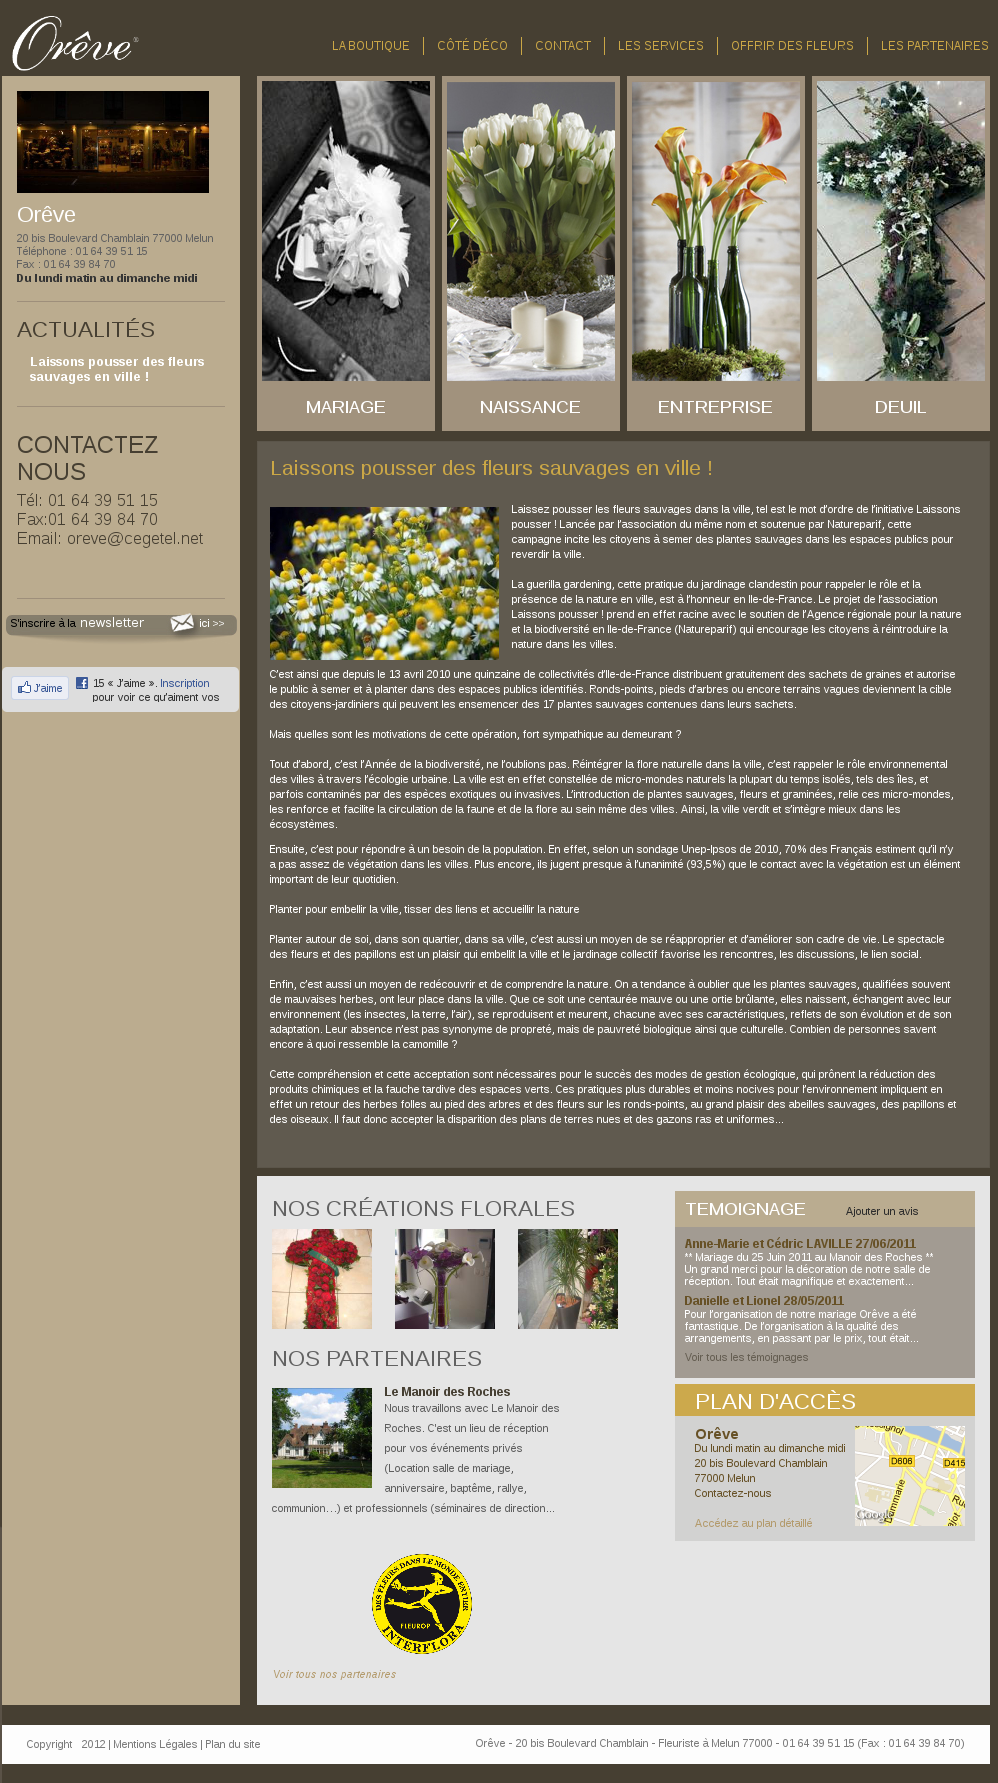 Orêve
LA BOUTIQUE
CÔTÉ DÉCO
CONTACT
LES SERVICES
OFFRIR DES FLEURS
LES PARTENAIRES
Orêve
20 bis Boulevard Chamblain 77000 Melun
Téléphone : 01 64 39 51 15
Fax : 01 64 39 84 70
Du lundi matin au dimanche midi
ACTUALITÉS
Laissons pousser des fleurs
sauvages en ville !
CONTACTEZ
NOUS
Tél: 01 64 39 51 15
Fax:01 64 39 84 70
Email: oreve@cegetel.net
S'inscrire à la newsletter ici >>
J'aime
15 « J'aime ». Inscription
pour voir ce qu'aiment vos
MARIAGE
NAISSANCE
ENTREPRISE
DEUIL
Laissons pousser des fleurs sauvages en ville !
Laissez pousser les fleurs sauvages dans la ville, tel est le mot d'ordre de l'initiative Laissons
pousser ! Lancée par l'association du même nom et soutenue par Natureparif, cette
campagne incite les citoyens à semer des plantes sauvages dans les espaces publics pour
reverdir la ville.
La guerilla gardening, cette pratique du jardinage clandestin pour rappeler le rôle et la
présence de la nature en ville, est à l'honneur en Ile-de-France. Le projet de l'association
Laissons pousser ! prend en effet racine avec le soutien de l'Agence régionale pour la nature
et la biodiversité en Ile-de-France (Natureparif) qui encourage les citoyens à réintroduire la
nature dans les villes.
C'est ainsi que depuis le 13 avril 2010 une quinzaine de collectivités d'Ile-de-France distribuent gratuitement des sachets de graines et autorise
le public à semer et à planter dans des espaces publics identifiés. Ronds-points, pieds d'arbres ou encore terrains vagues deviennent la cible
des citoyens-jardiniers qui peuvent les ensemencer des 17 plantes sauvages contenues dans leurs sachets.
Mais quelles sont les motivations de cette opération, fort sympathique au demeurant ?
Tout d'abord, c'est l'Année de la biodiversité, ne l'oublions pas. Réintégrer la flore naturelle dans la ville, c'est rappeler le rôle environnemental
des villes à travers l'écologie urbaine. La ville est en effet constellée de micro-mondes naturels la plupart du temps isolés, tels des îles, et
parfois contaminés par des espèces exotiques ou invasives. L'introduction de plantes sauvages, fleurs et graminées, relie ces micro-mondes,
les renforce et facilite la circulation de la faune et de la flore au sein même des villes. Ainsi, la ville verdit et s'intègre mieux dans les
écosystèmes.
Ensuite, c'est pour répondre à un besoin de la population. En effet, selon un sondage Unep-Ipsos de 2010, 70% des Français estiment qu'il n'y
a pas assez de végétation dans les villes. Plus encore, ils jugent presque à l'unanimité (93,5%) que le contact avec la végétation est un élément
important de leur quotidien.
Planter pour embellir la ville, tisser des liens et accueillir la nature
Planter autour de soi, dans son quartier, dans sa ville, c'est aussi un moyen de se réapproprier et d'améliorer son cadre de vie. Le spectacle
des fleurs et des papillons est un plaisir qui embellit la ville et le jardinage collectif favorise les rencontres, les discussions, le lien social.
Enfin, c'est aussi un moyen de redécouvrir et de comprendre la nature. On a tendance à oublier que les plantes sauvages, qualifiées souvent
de mauvaises herbes, ont leur place dans la ville. Que ce soit une centaurée mauve ou une ortie brûlante, elles naissent, échangent avec leur
environnement (les insectes, la terre, l'air), se reproduisent et meurent, chacune avec ses caractéristiques, reflets de son évolution et de son
adaptation. Leur absence n'est pas synonyme de propreté, mais de pauvreté biologique ainsi que culturelle. Combien de personnes savent
encore à quoi ressemble la camomille ?
Cette compréhension et cette acceptation sont nécessaires pour le succès des modes de gestion écologique, qui prônent la réduction des
produits chimiques et la fauche tardive des espaces verts. Ces pratiques plus durables et moins nocives pour l'environnement impliquent en
effet un retour des herbes folles au pied des arbres et des fleurs sur les ronds-points, au grand plaisir des abeilles sauvages, des papillons et
des oiseaux. Il faut donc accepter la disparition des plans de terres nues et des gazons ras et uniformes...
NOS CRÉATIONS FLORALES
NOS PARTENAIRES
Le Manoir des Roches
Nous travaillons avec Le Manoir des
Roches. C'est un lieu de réception
pour vos événements privés
(Location salle de mariage,
anniversaire, baptême, rallye,
communion…) et professionnels (séminaires de direction...
DES FLEURS DANS LE MONDE ENTIER
FLEUROP
INTERFLORA
Voir tous nos partenaires
TEMOIGNAGE
Ajouter un avis
Anne-Marie et Cédric LAVILLE 27/06/2011
** Mariage du 25 Juin 2011 au Manoir des Roches **
Un grand merci pour la décoration de notre salle de
réception. Tout était magnifique et exactement...
Danielle et Lionel 28/05/2011
Pour l'organisation de notre mariage Orêve a été
fantastique. De l'organisation à la qualité des
arrangements, en passant par le prix, tout était...
Voir tous les témoignages
PLAN D'ACCÈS
Orêve
Du lundi matin au dimanche midi
20 bis Boulevard Chamblain
77000 Melun
Contactez-nous
Accédez au plan détaillé
D606
D415
Dammarie
Google
Copyright 2012 | Mentions Légales | Plan du site
Orêve - 20 bis Boulevard Chamblain - Fleuriste à Melun 77000 - 01 64 39 51 15 (Fax : 01 64 39 84 70)